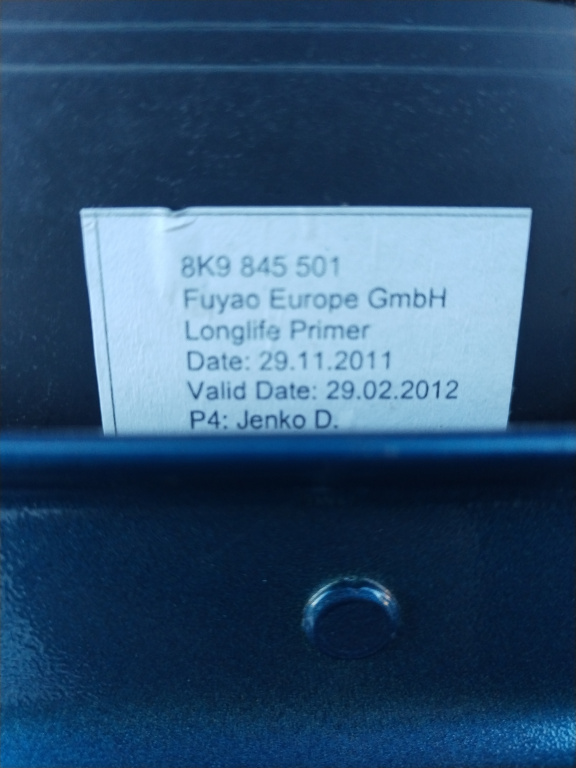 8K9 845 501
Fuyao Europe GmbH
Longlife Primer
Date: 29.11.2011
Valid Date: 29.02.2012
P4: Jenko D.